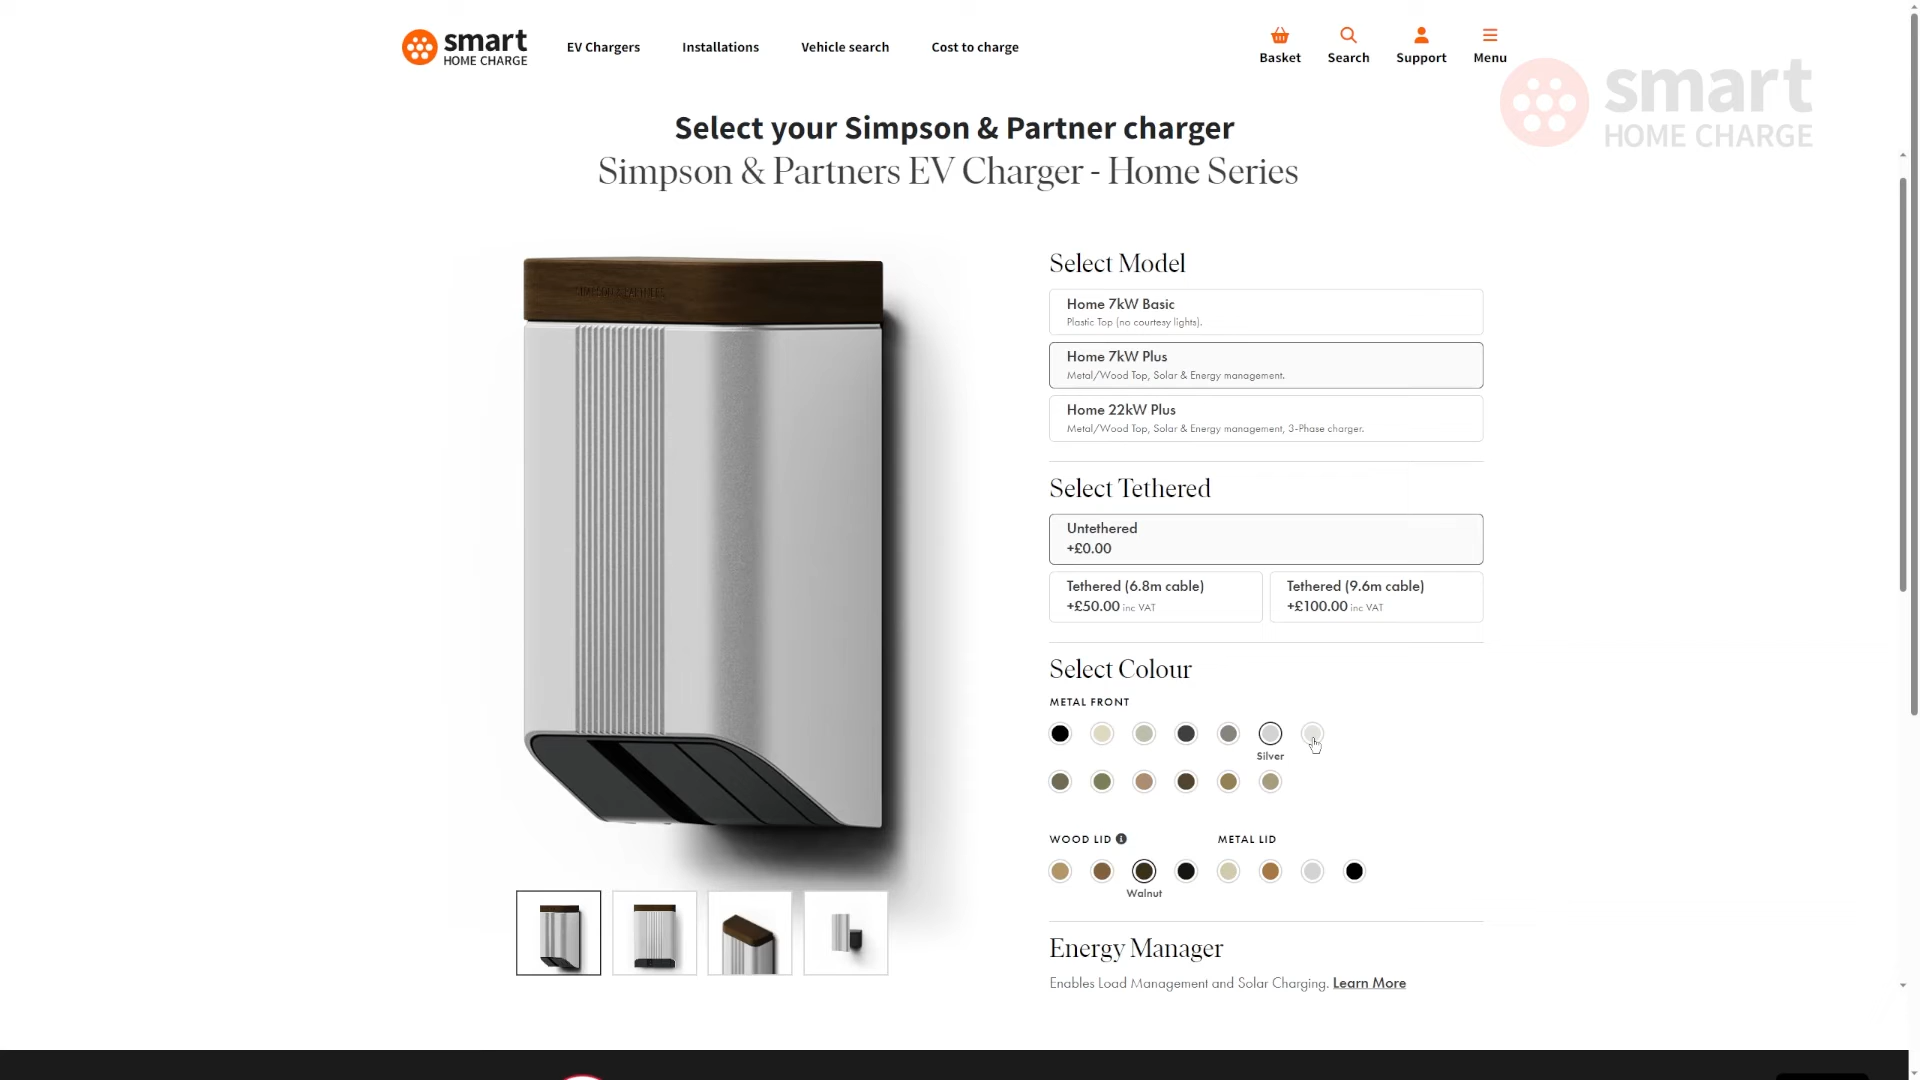 smart
HOME CHARGE
EV Chargers
Installations
Vehicle search
Cost to charge
Basket
Search
Support
Menu
smart
HOME CHARGE
Select your Simpson & Partner charger
Simpson & Partners EV Charger - Home Series
SIMPSON & PARTNERS
Select Model
Home 7kW Basic
Plastic Top (no courtesy lights).
Home 7kW Plus
Metal/Wood Top, Solar & Energy management.
Home 22kW Plus
Metal/Wood Top, Solar & Energy management, 3-Phase charger.
Select Tethered
Untethered
+£0.00
Tethered (6.8m cable)
+£50.00 inc VAT
Tethered (9.6m cable)
+£100.00 inc VAT
Select Colour
METAL FRONT
Silver
WOOD LID
METAL LID
Walnut
Energy Manager
Enables Load Management and Solar Charging. Learn More